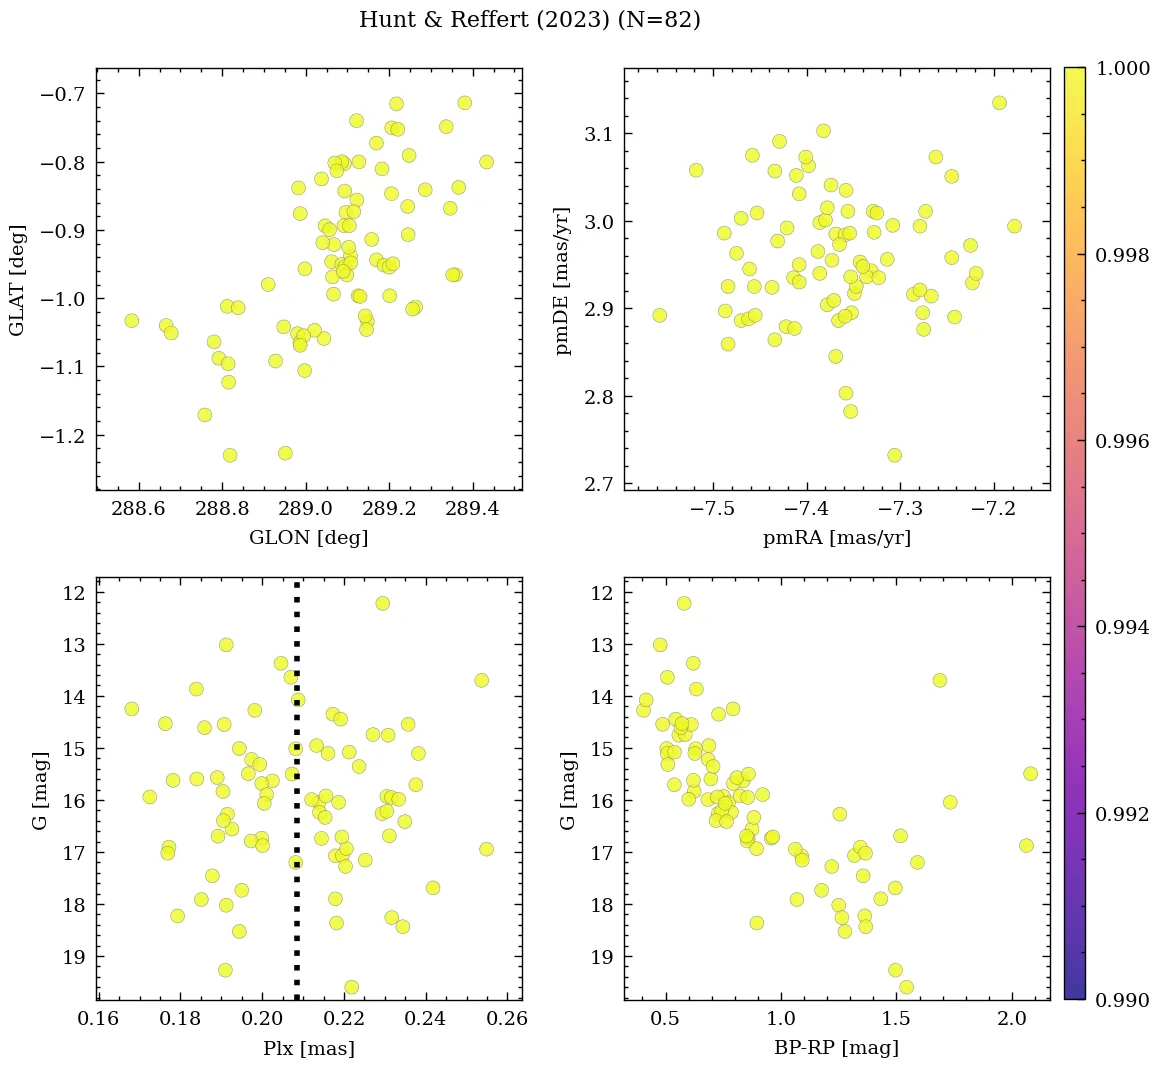 Hunt & Reffert (2023) (N=82)
−0.7
−0.8
−0.9
−1.0
−1.1
−1.2
GLAT [deg]
288.6 288.8 289.0 289.2 289.4
GLON [deg]
3.1
3.0
2.9
2.8
2.7
pmDE [mas/yr]
−7.5 −7.4 −7.3 −7.2
pmRA [mas/yr]
12
13
14
15
16
17
18
19
G [mag]
0.16 0.18 0.20 0.22 0.24 0.26
Plx [mas]
12
13
14
15
16
17
18
19
G [mag]
0.5 1.0 1.5 2.0
BP-RP [mag]
1.000
0.998
0.996
0.994
0.992
0.990